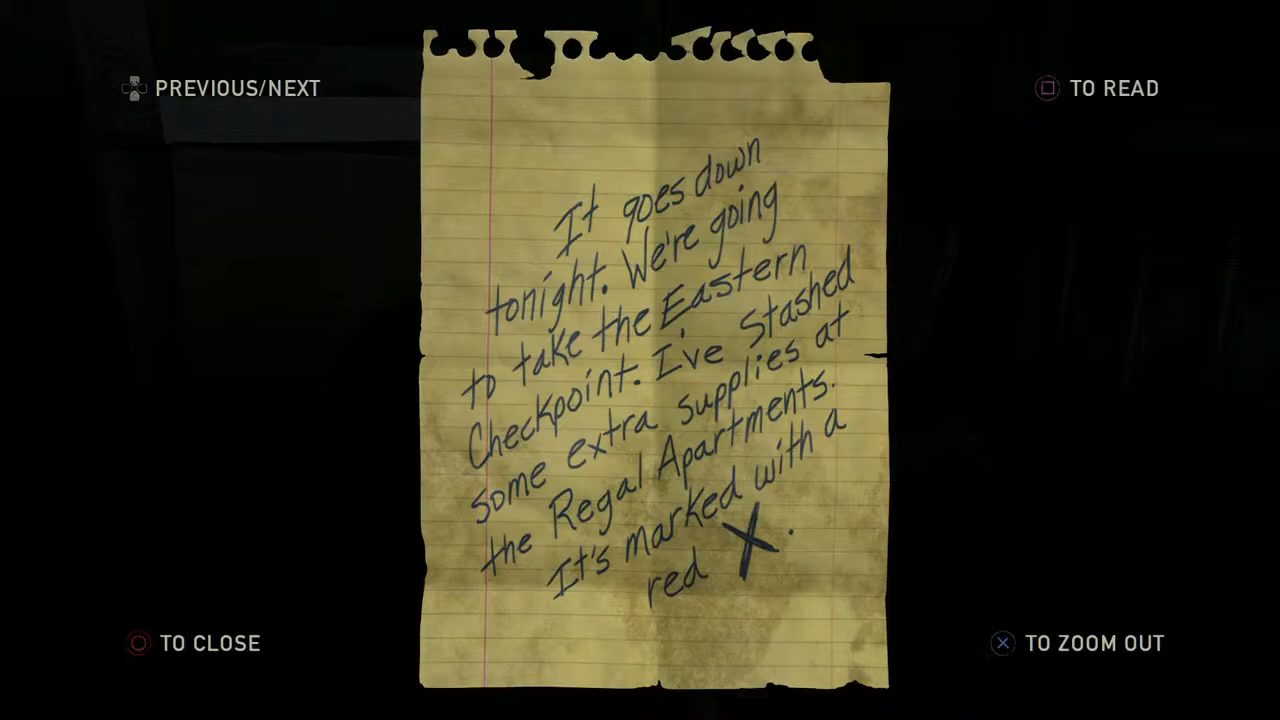 PREVIOUS/NEXT
TO READ
It goes down
tonight. We're going
to take the Eastern
Checkpoint. I've Stashed
some extra supplies at
the Regal Apartments.
It's marked with a
red X.
TO CLOSE
TO ZOOM OUT